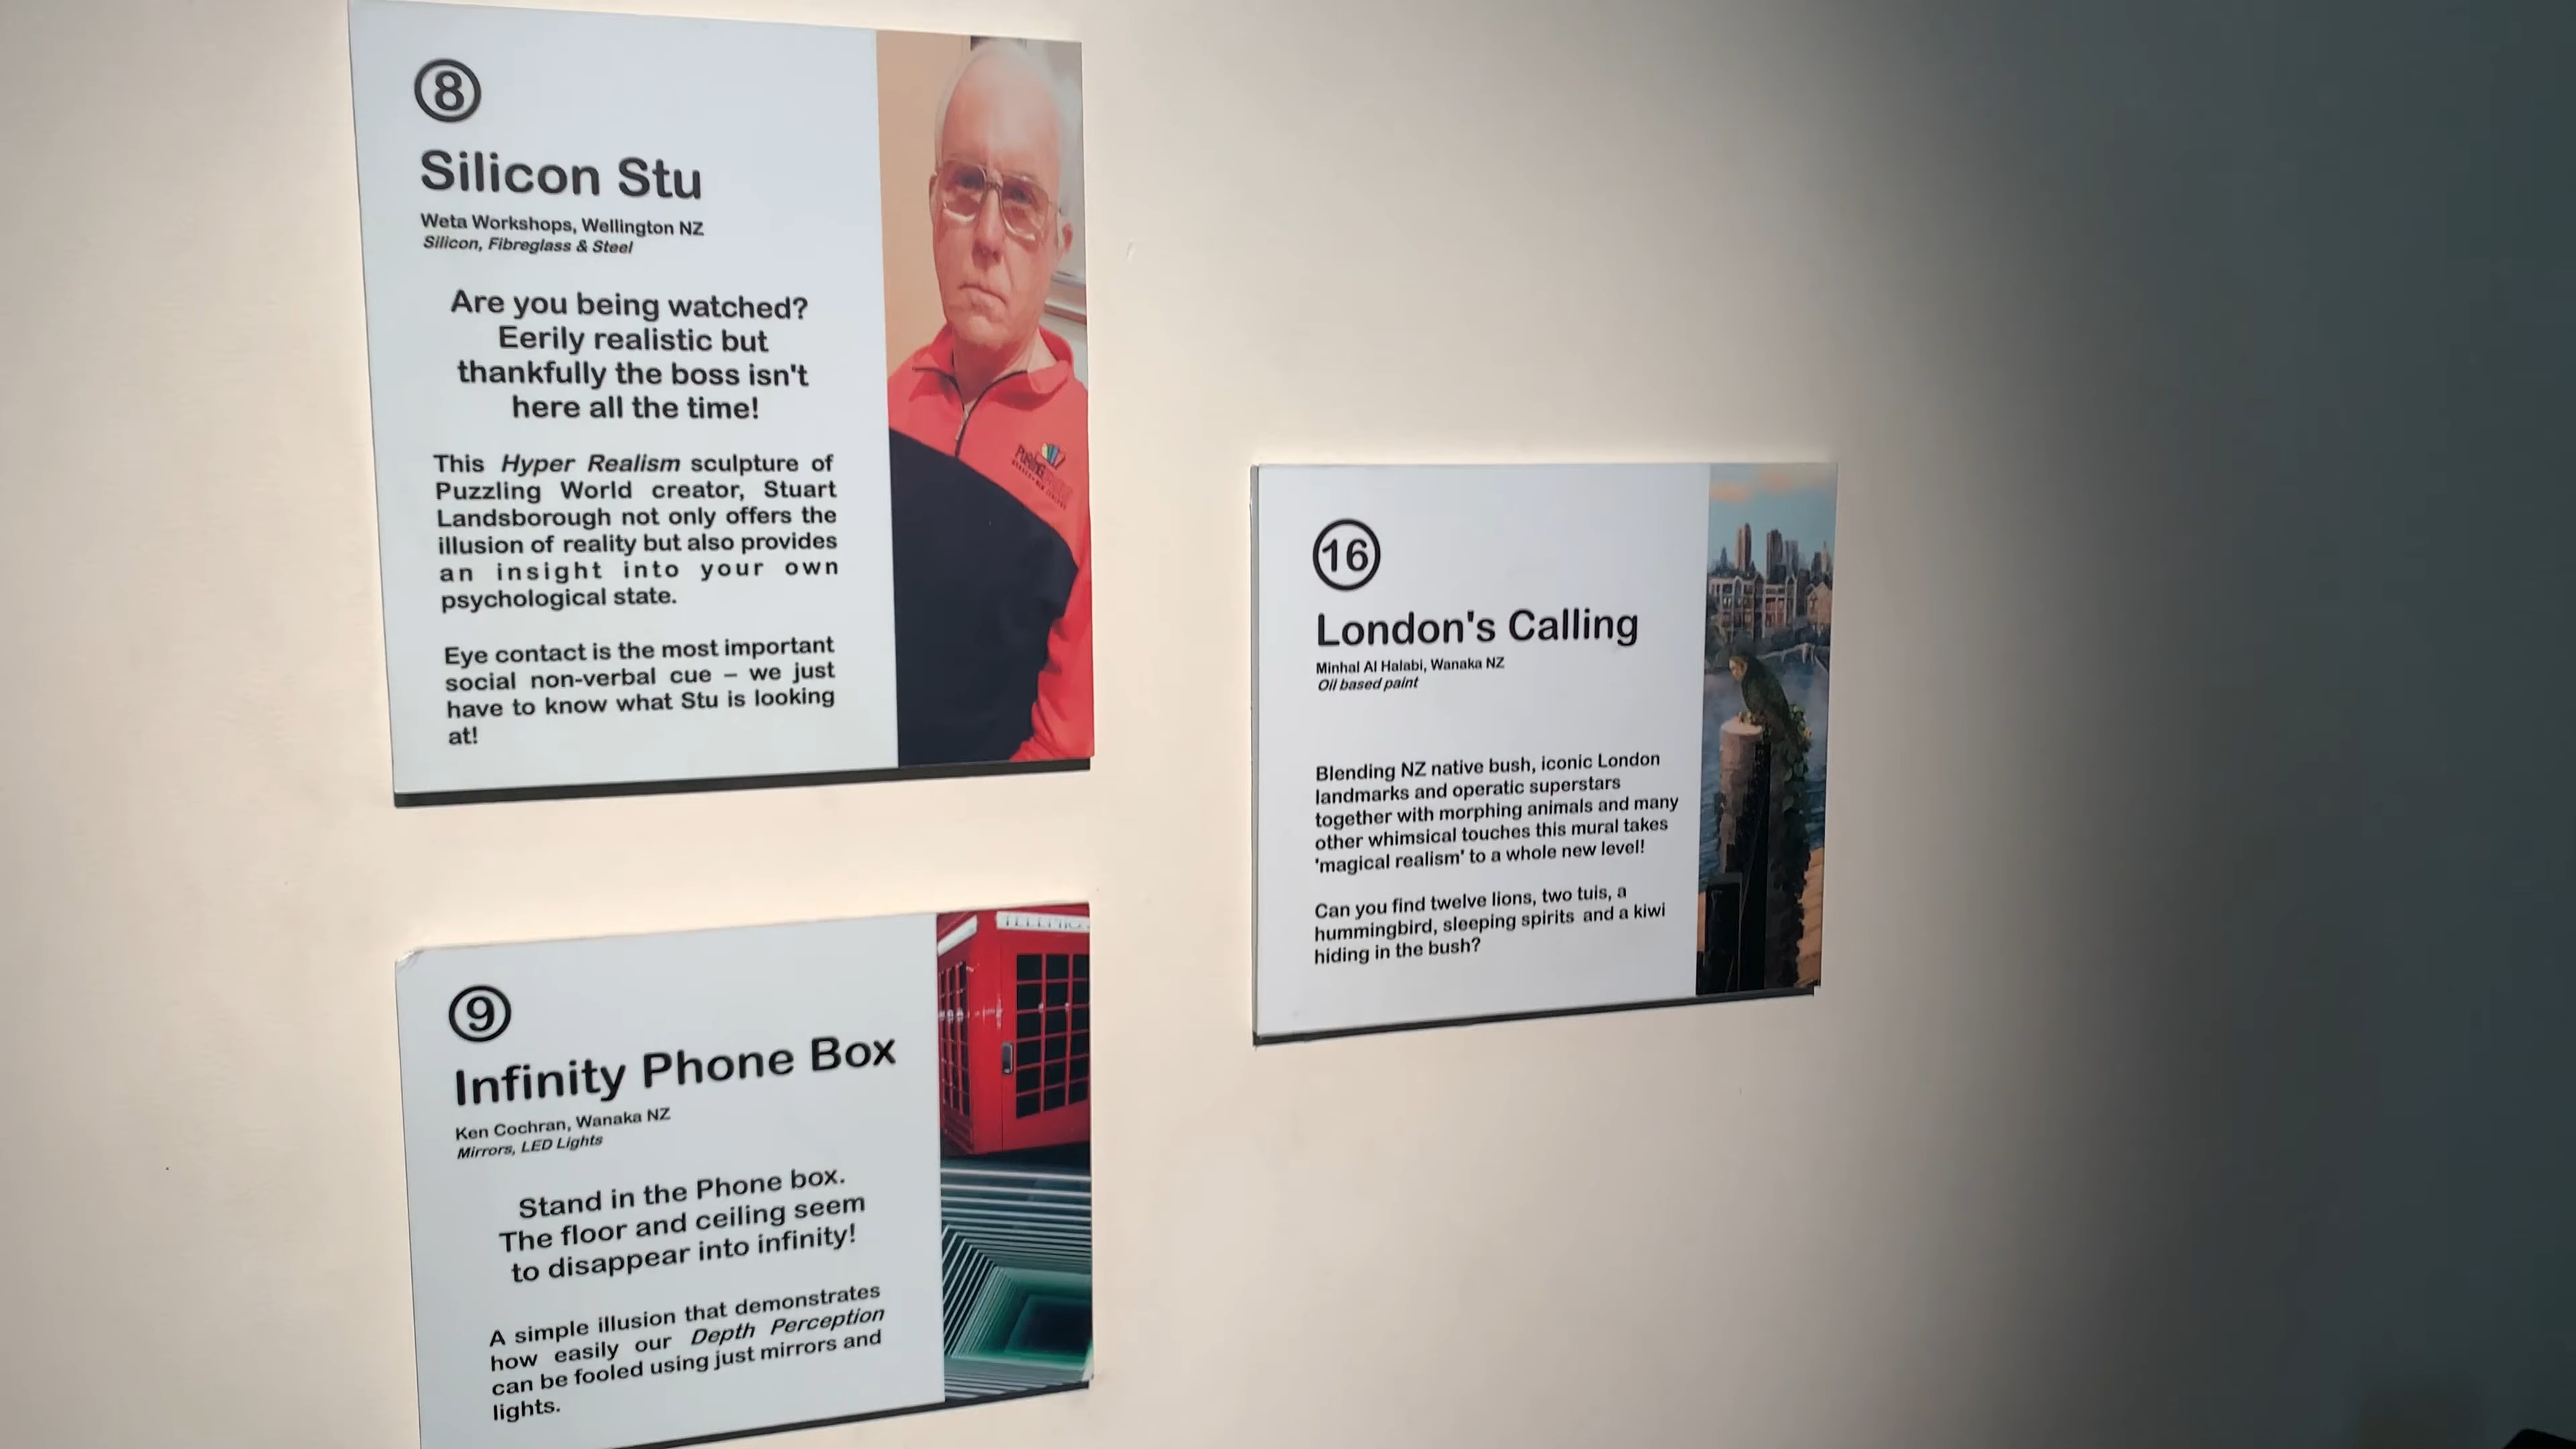 8
Silicon Stu
Weta Workshops, Wellington NZ
Silicon, Fibreglass & Steel
Are you being watched?
Eerily realistic but
thankfully the boss isn't
here all the time!
This Hyper Realism sculpture of
Puzzling World creator, Stuart
Landsborough not only offers the
illusion of reality but also provides
an insight into your own
psychological state.
Eye contact is the most important
social non-verbal cue – we just
have to know what Stu is looking
at!
9
Infinity Phone Box
Ken Cochran, Wanaka NZ
Mirrors, LED Lights
Stand in the Phone box.
The floor and ceiling seem
to disappear into infinity!
A simple illusion that demonstrates
how easily our Depth Perception
can be fooled using just mirrors and
lights.
16
London's Calling
Minhal Al Halabi, Wanaka NZ
Oil based paint
Blending NZ native bush, iconic London
landmarks and operatic superstars
together with morphing animals and many
other whimsical touches this mural takes
'magical realism' to a whole new level!
Can you find twelve lions, two tuis, a
hummingbird, sleeping spirits and a kiwi
hiding in the bush?